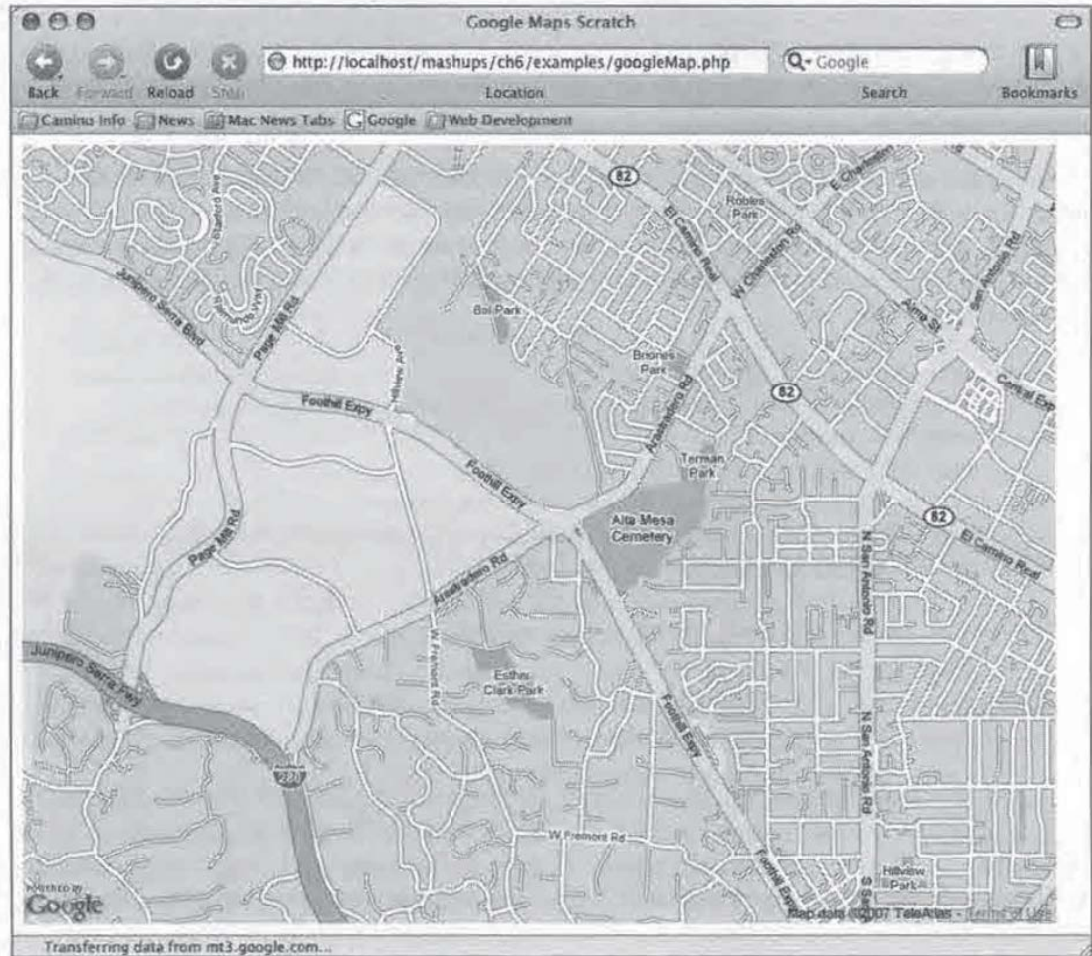 Google Maps Scratch
http://localhost/mashups/ch6/examples/googleMap.php
Google
Back Forward Reload Stop Location Search Bookmarks
Camino Info News Mac News Tabs Google Web Development
E Charleston
82
Robles Park
Stanford Ave
El Camino Real
W Charleston Rd
San Antonio Rd
Junipero Serra Blvd
Page Mill Rd
Bol Park
Alma St
Briones Park
Hillview Ave
Central Exp
Foothill Expy
82
Arastradero Rd
Terman Park
Foothill Expy
Alta Mesa Cemetery
82
Page Mill Rd
El Camino Real
N San Antonio Rd
Arastradero Rd
W Fremont Rd
Junipero Serra Fwy
Esther Clark Park
Foothill Expy
N San Antonio Rd
280
W Fremont Rd
Foothill Expy
Hillview Park
POWERED BY
Google
Map data ©2007 TeleAtlas - Terms of Use
Transferring data from mt3.google.com...